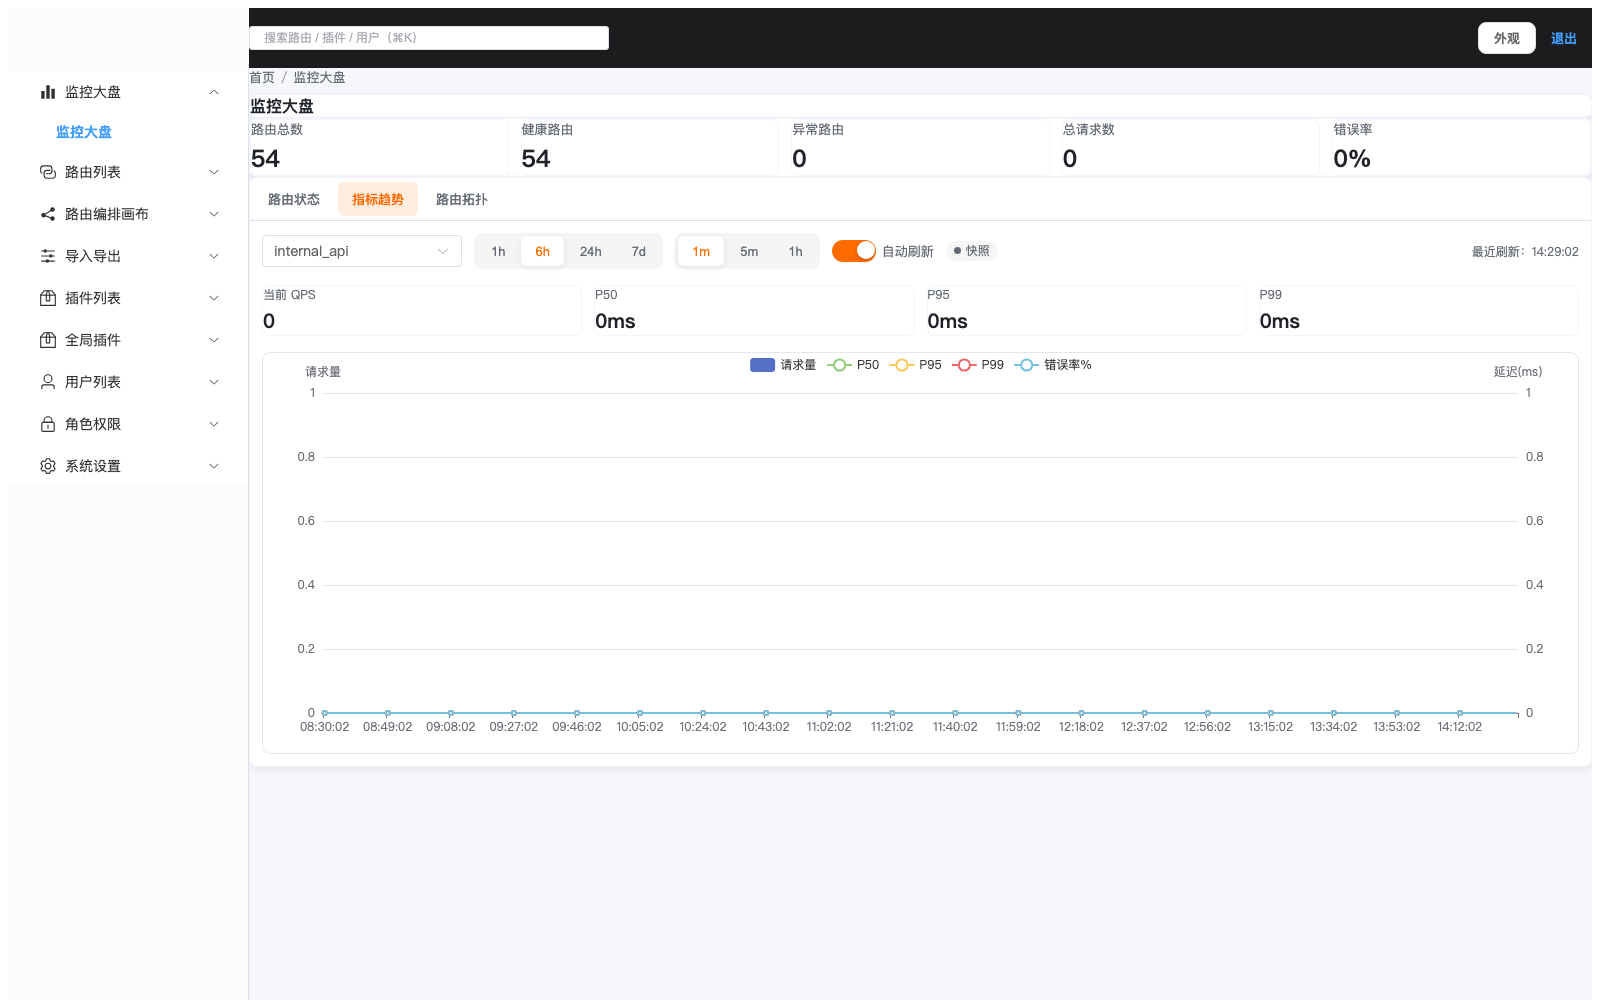 搜索路由 / 插件 / 用户（⌘K）
外观
退出
监控大盘
监控大盘
路由列表
路由编排画布
导入导出
插件列表
全局插件
用户列表
角色权限
系统设置
首页 / 监控大盘
监控大盘
路由总数
54
健康路由
54
异常路由
0
总请求数
0
错误率
0%
路由状态 指标趋势 路由拓扑
internal_api 1h 6h 24h 7d 1m 5m 1h 自动刷新 快照 最近刷新：14:29:02
当前 QPS
0
P50
0ms
P95
0ms
P99
0ms
请求量 P50 P95 P99 错误率%
请求量 延迟(ms)
1 1
0.8 0.8
0.6 0.6
0.4 0.4
0.2 0.2
0 0
08:30:02 08:49:02 09:08:02 09:27:02 09:46:02 10:05:02 10:24:02 10:43:02 11:02:02 11:21:02 11:40:02 11:59:02 12:18:02 12:37:02 12:56:02 13:15:02 13:34:02 13:53:02 14:12:02